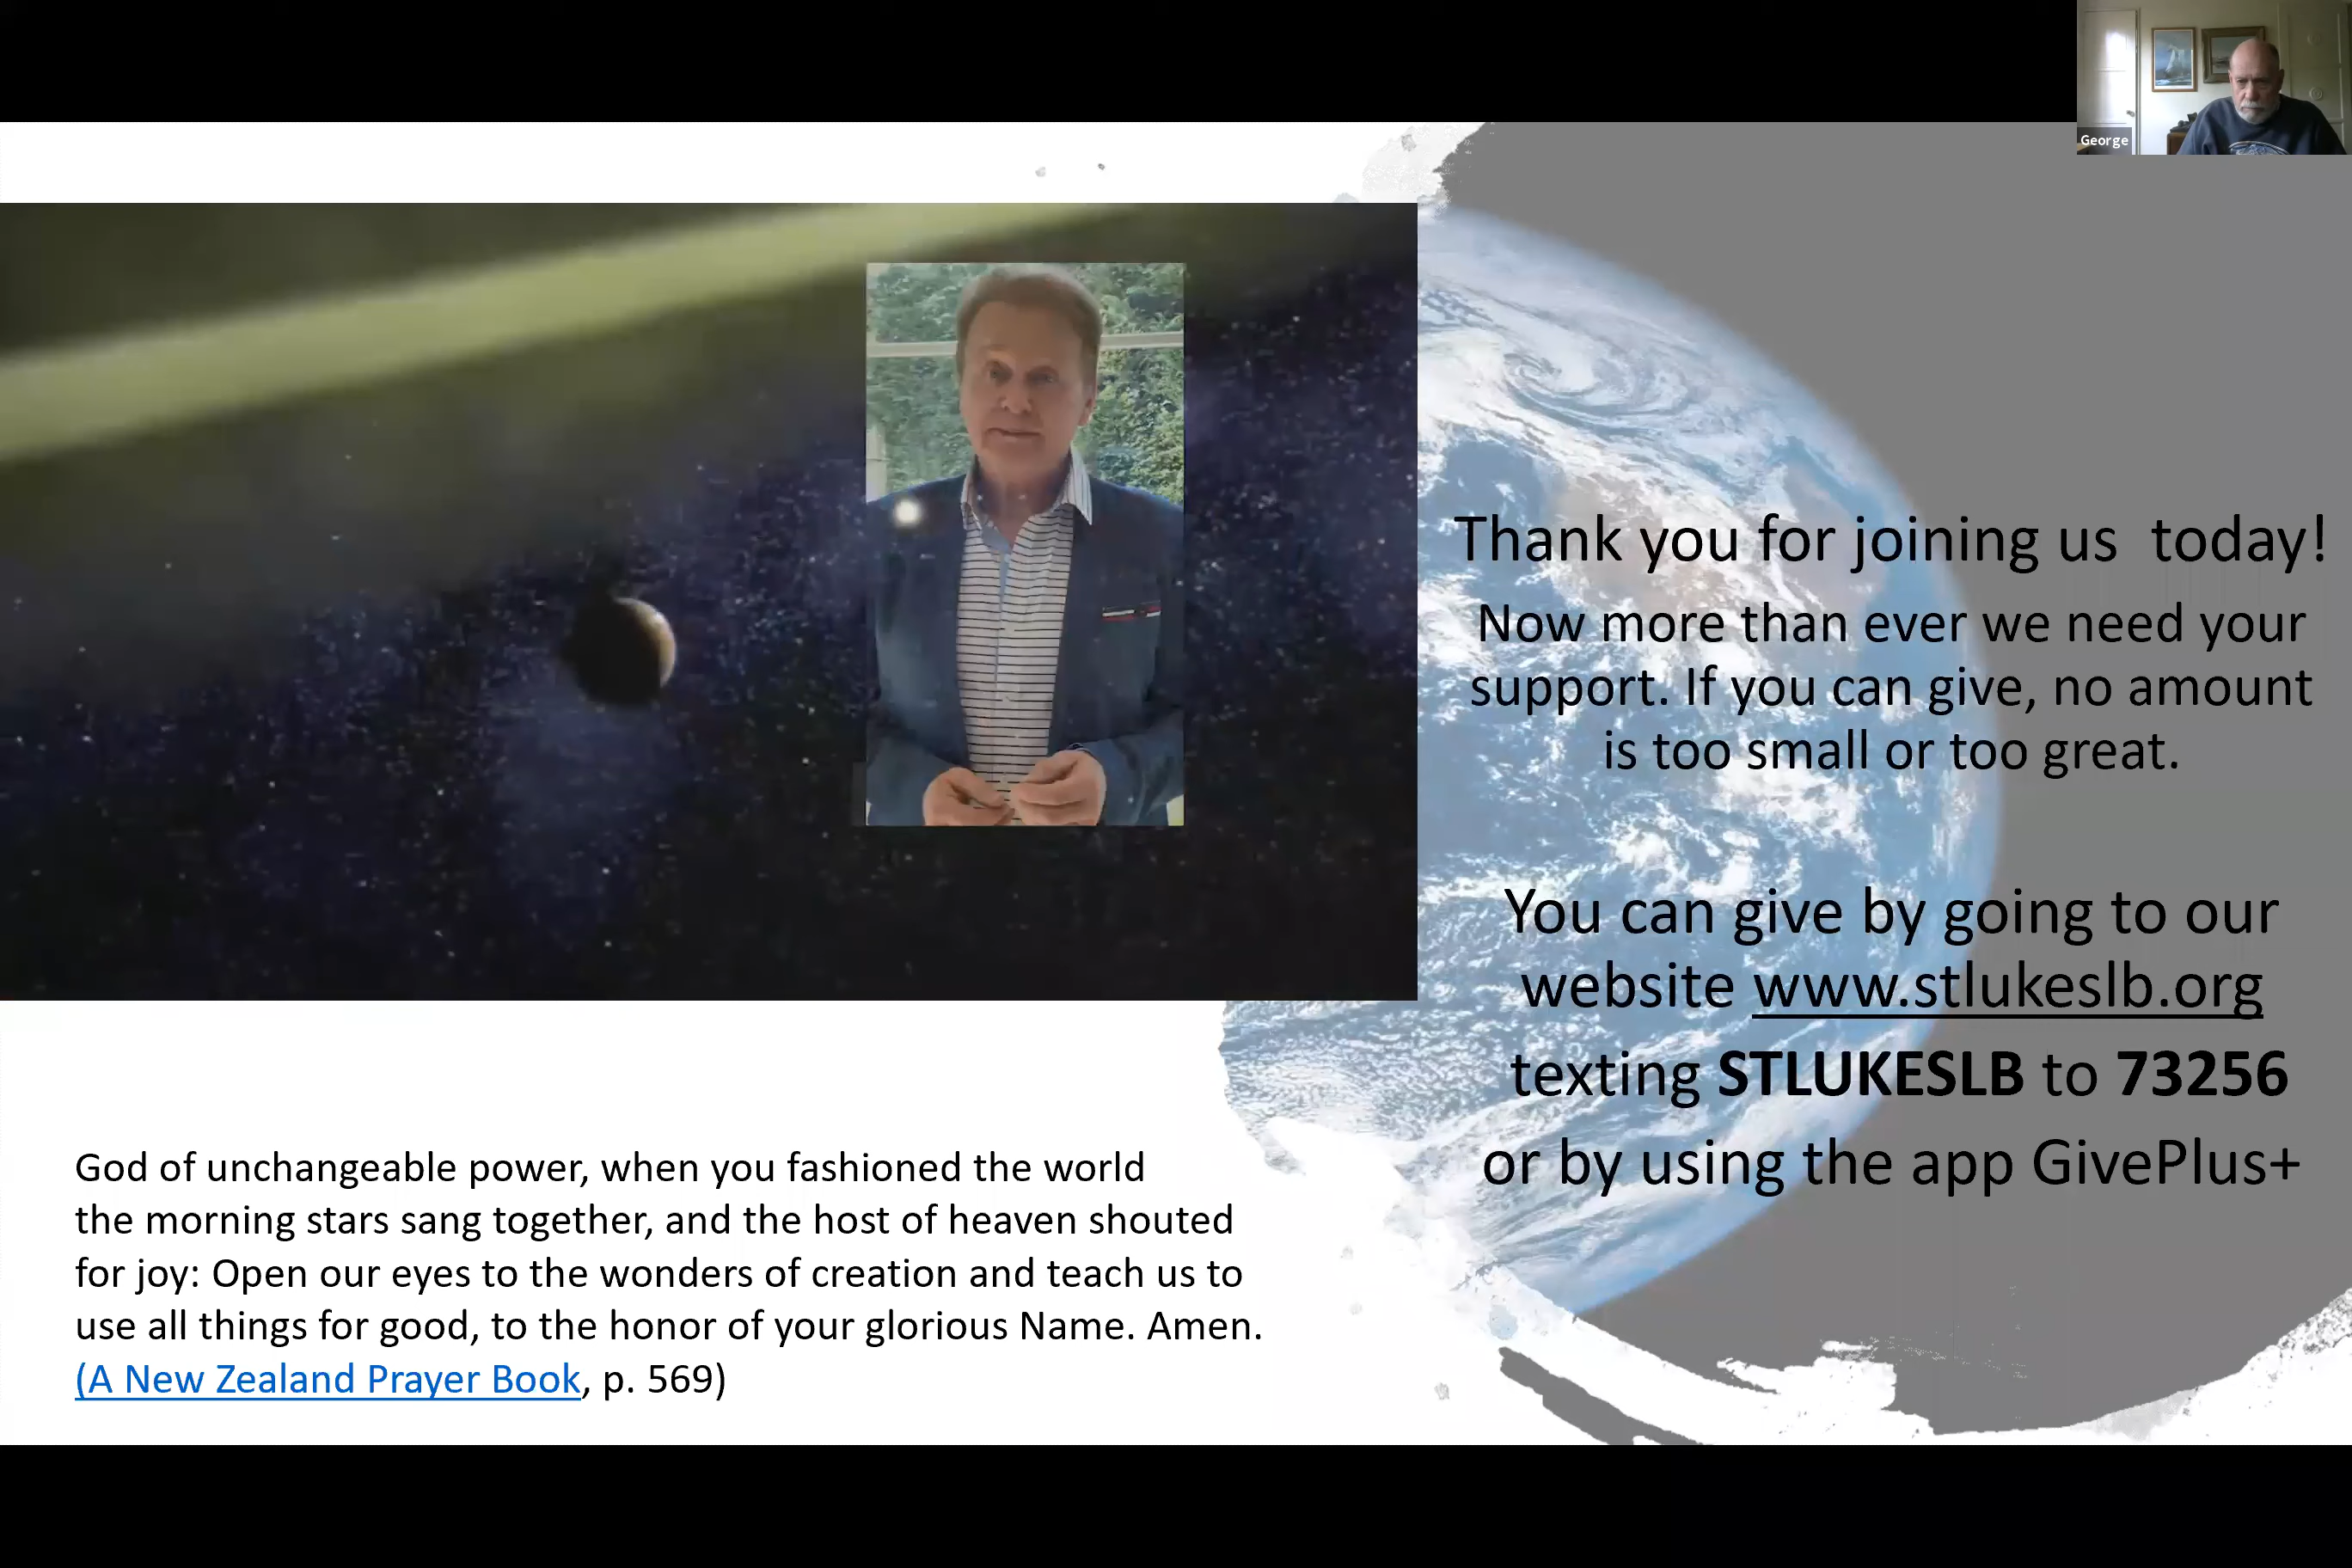 George
Thank you for joining us today!
Now more than ever we need your
support. If you can give, no amount
is too small or too great.
You can give by going to our
website www.stlukeslb.org
texting STLUKESLB to 73256
or by using the app GivePlus+
God of unchangeable power, when you fashioned the world
the morning stars sang together, and the host of heaven shouted
for joy: Open our eyes to the wonders of creation and teach us to
use all things for good, to the honor of your glorious Name. Amen.
(A New Zealand Prayer Book, p. 569)